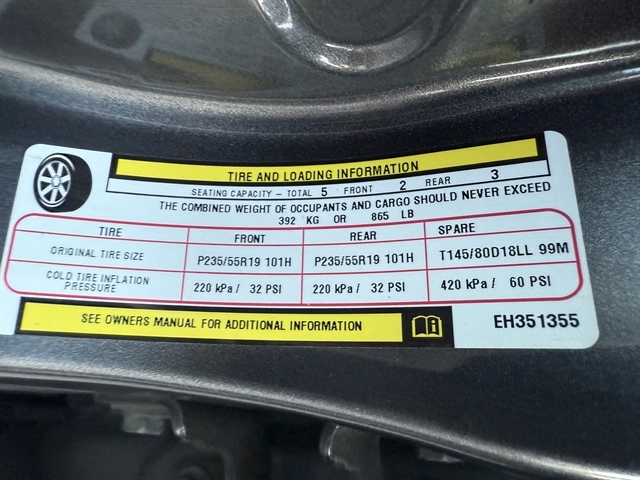 TIRE AND LOADING INFORMATION
SEATING CAPACITY - TOTAL 5 FRONT 2 REAR 3
THE COMBINED WEIGHT OF OCCUPANTS AND CARGO SHOULD NEVER EXCEED
392 KG OR 865 LB
TIRE FRONT REAR SPARE
ORIGINAL TIRE SIZE P235/55R19 101H P235/55R19 101H T145/80D18LL 99M
COLD TIRE INFLATION
PRESSURE 220 kPa / 32 PSI 220 kPa / 32 PSI 420 kPa / 60 PSI
SEE OWNERS MANUAL FOR ADDITIONAL INFORMATION EH351355